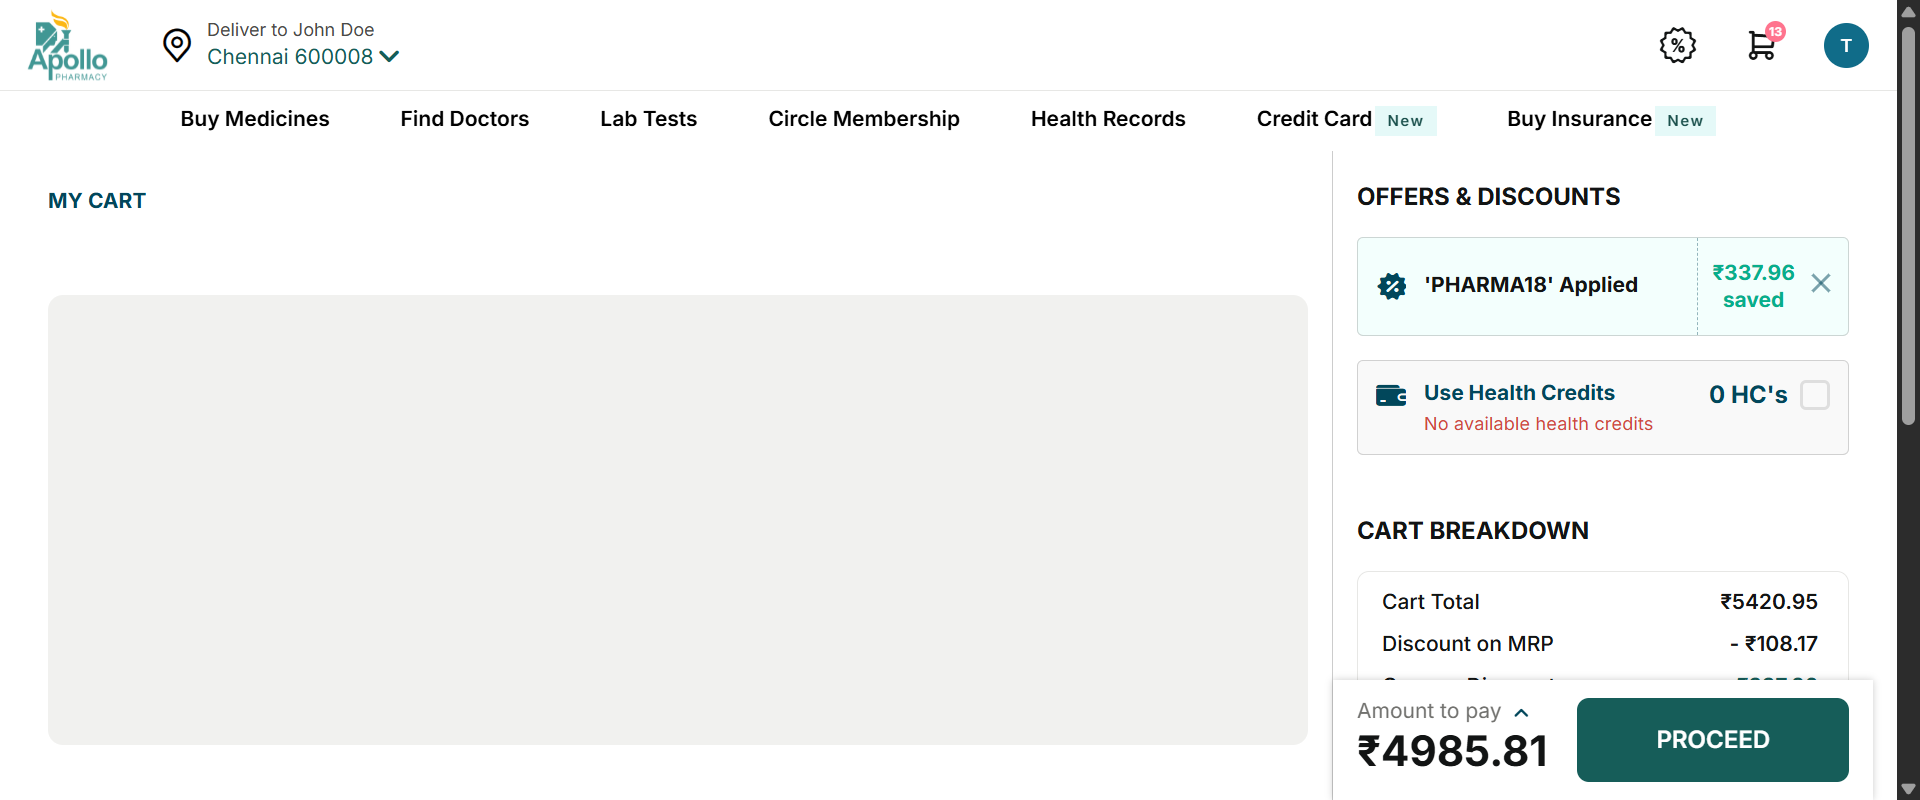 Apollo
PHARMACY
Deliver to John Doe
Chennai 600008
%
13
T
Buy Medicines
Find Doctors
Lab Tests
Circle Membership
Health Records
Credit Card New
Buy Insurance New
MY CART
OFFERS & DISCOUNTS
'PHARMA18' Applied
₹337.96
saved
Use Health Credits
0 HC's
No available health credits
CART BREAKDOWN
Cart Total
₹5420.95
Discount on MRP
- ₹108.17
Amount to pay
₹4985.81
PROCEED